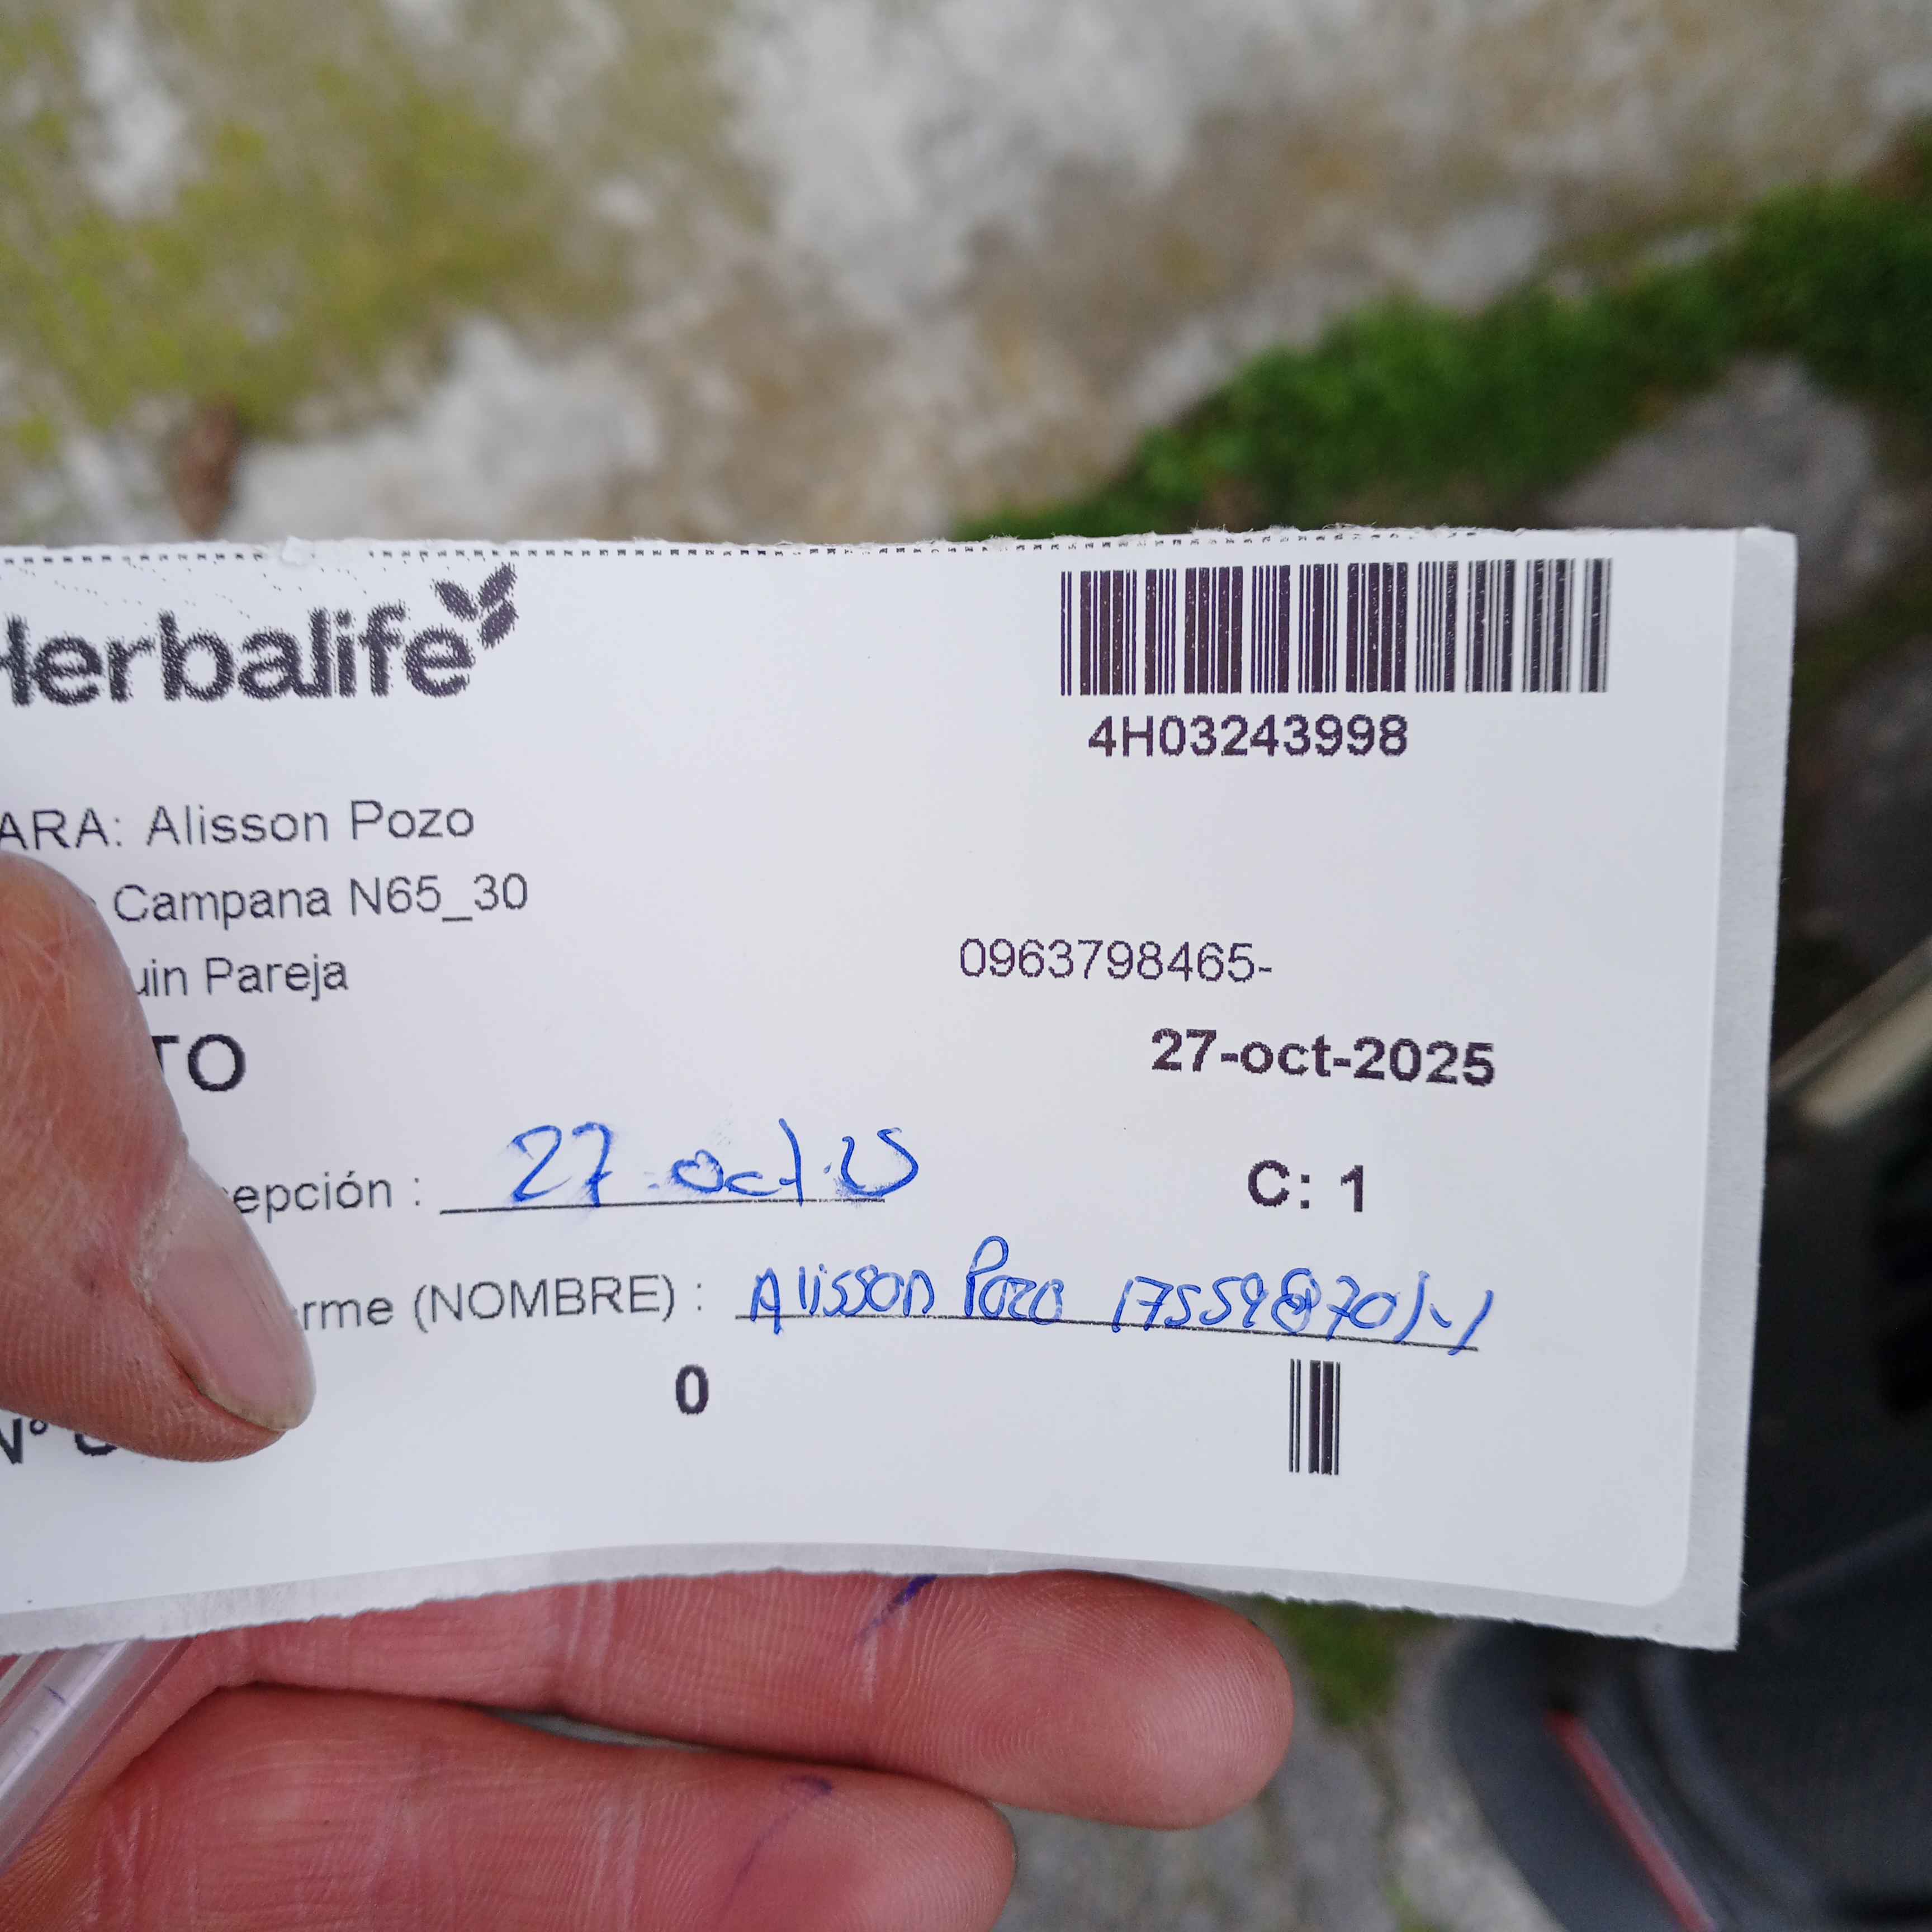 Herbalife
4H03243998
ARA: Alisson Pozo
Campana N65_30
uin Pareja
0963798465-
TO
27-oct-2025
epción : 27.oct.25
C: 1
rme (NOMBRE) : Alisson Pozo
0
N°